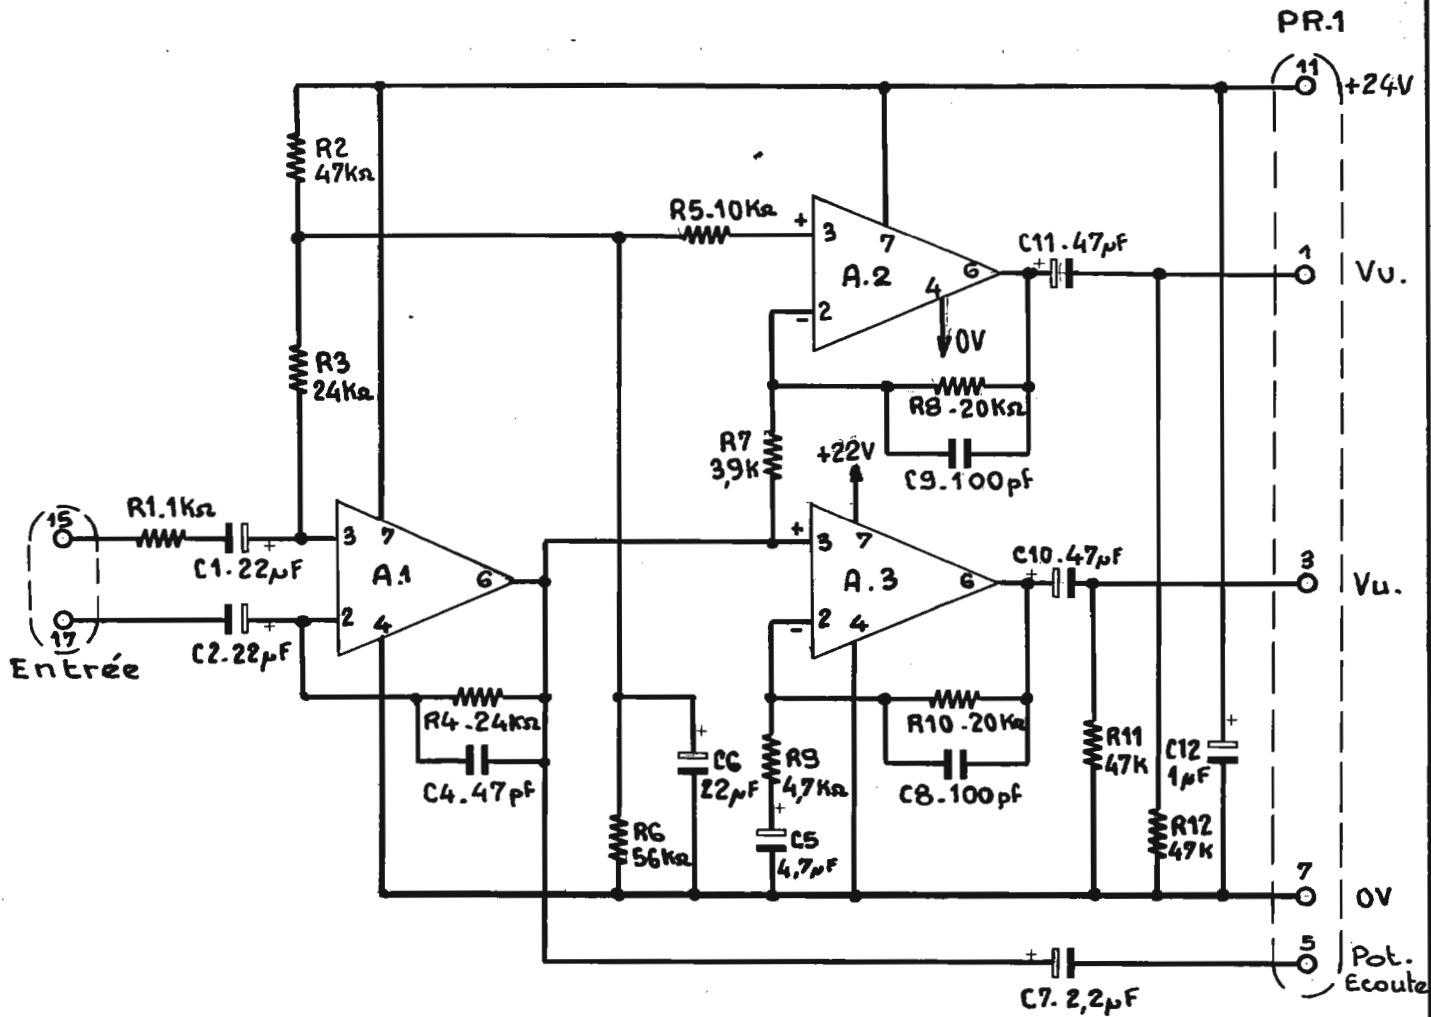 PR.1
11
+24V
R2
47KΩ
R5-10KΩ
+
3
7
A.2
6
4
2
-
0V
C11.47µF
+
1
Vu.
R3
24KΩ
R8-20KΩ
C9-100pf
R7
3,9K
+22V
15
R1.1KΩ
C1-22µF
+
3
7
A.1
6
2
4
17
Entrée
C2-22µF
+
+
3
7
A.3
6
2
-
4
C10.47µF
+
3
Vu.
R4-24KΩ
C4.47pf
R10-20KΩ
C8-100pf
+
C6
22µF
R9
4,7KΩ
+
C5
4,7µF
R6
56KΩ
R11
47K
R12
47K
+
C12
1µF
7
0V
+
C7.2,2µF
5
Pot.
Ecoute